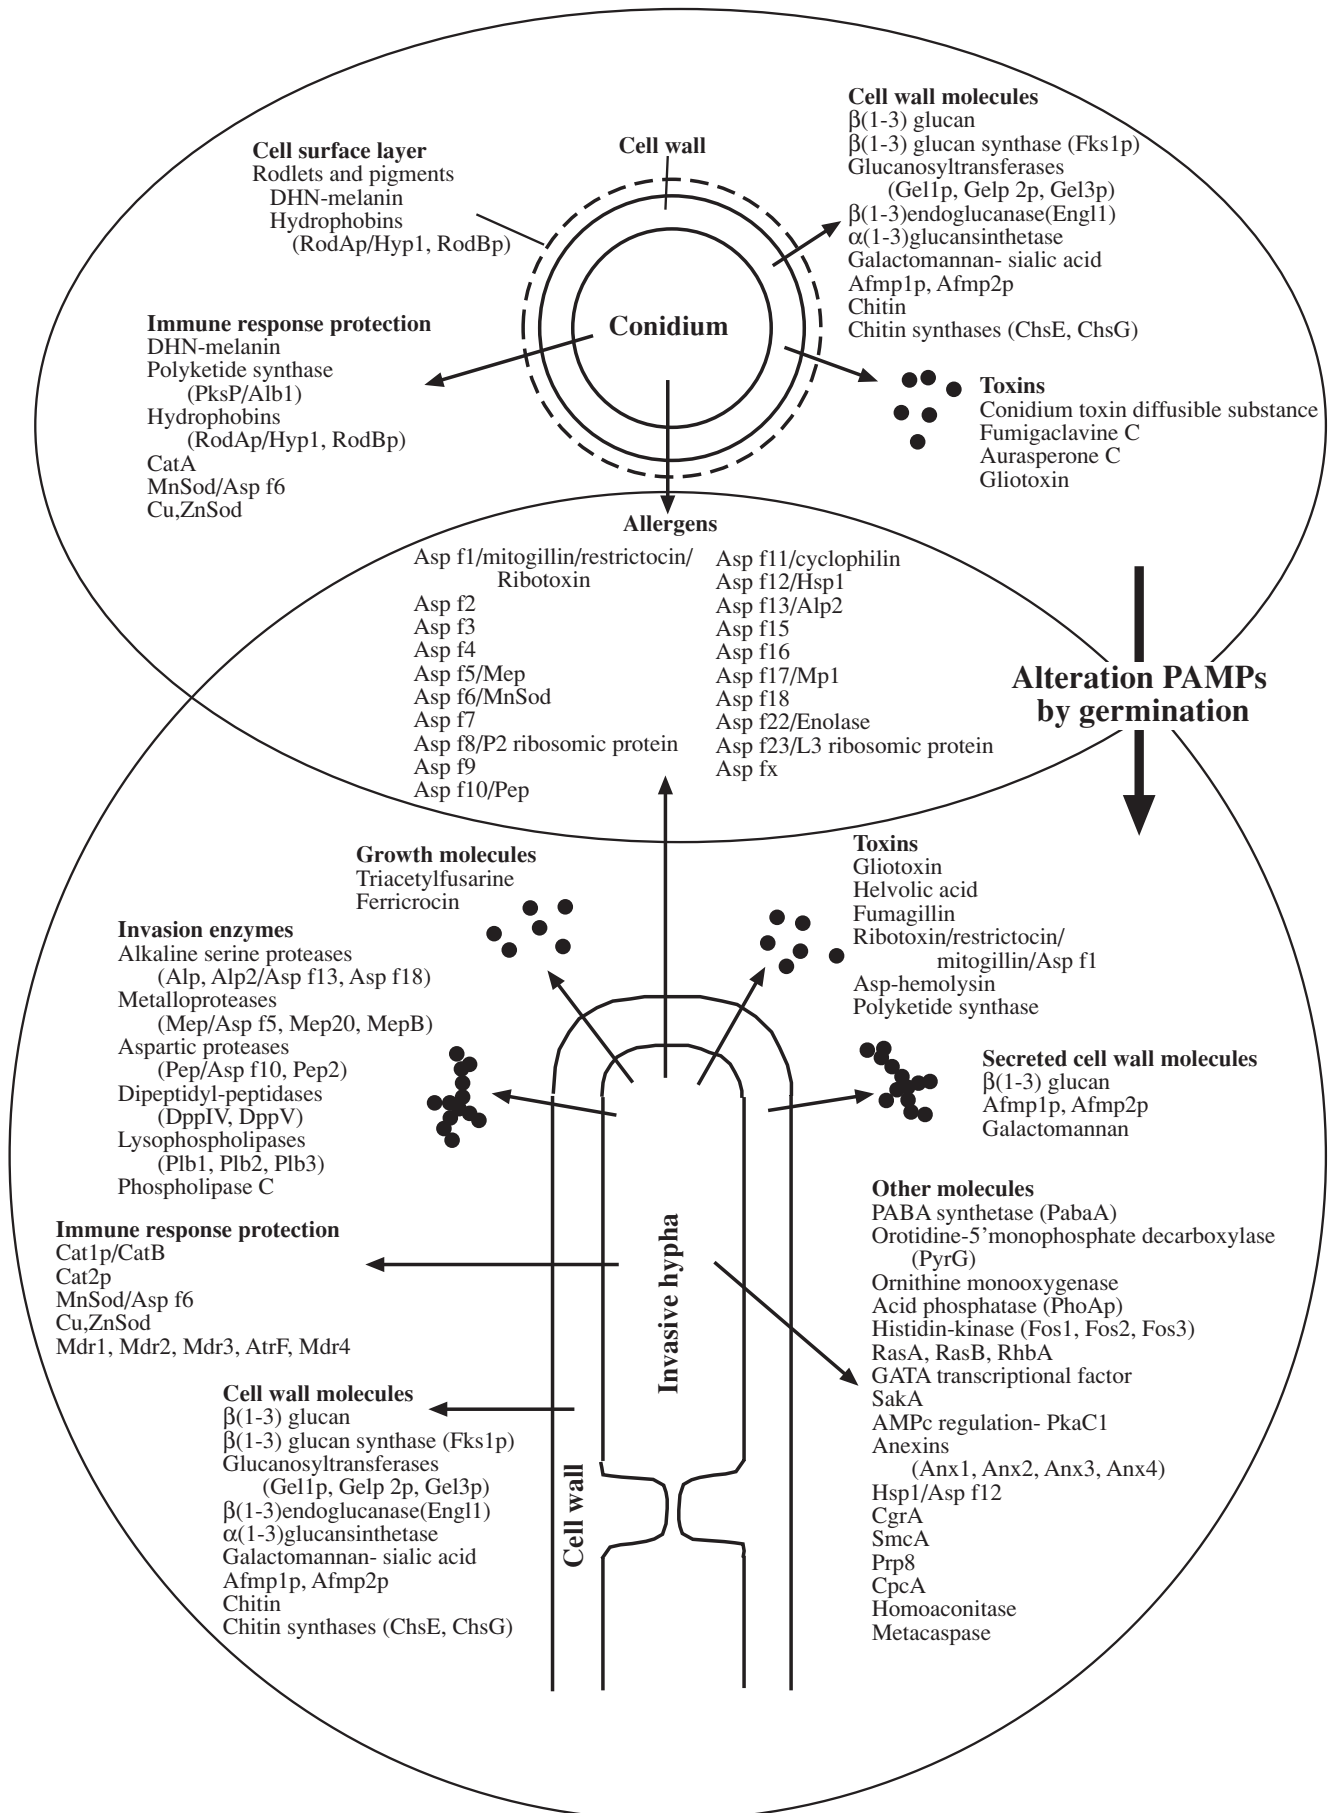 Cell surface layer
Rodlets and pigments
DHN-melanin
Hydrophobins
(RodAp/Hyp1, RodBp)
Cell wall
Cell wall molecules
β(1-3) glucan
β(1-3) glucan synthase (Fks1p)
Glucanosyltransferases
(Gel1p, Gelp 2p, Gel3p)
β(1-3)endoglucanase(Engl1)
α(1-3)glucansinthetase
Galactomannan- sialic acid
Afmp1p, Afmp2p
Chitin
Chitin synthases (ChsE, ChsG)
Conidium
Immune response protection
DHN-melanin
Polyketide synthase
(PksP/Alb1)
Hydrophobins
(RodAp/Hyp1, RodBp)
CatA
MnSod/Asp f6
Cu,ZnSod
Toxins
Conidium toxin diffusible substance
Fumigaclavine C
Aurasperone C
Gliotoxin
Allergens
Asp f1/mitogillin/restrictocin/
Ribotoxin
Asp f2
Asp f3
Asp f4
Asp f5/Mep
Asp f6/MnSod
Asp f7
Asp f8/P2 ribosomic protein
Asp f9
Asp f10/Pep
Asp f11/cyclophilin
Asp f12/Hsp1
Asp f13/Alp2
Asp f15
Asp f16
Asp f17/Mp1
Asp f18
Asp f22/Enolase
Asp f23/L3 ribosomic protein
Asp fx
Alteration PAMPs
by germination
Growth molecules
Triacetylfusarine
Ferricrocin
Toxins
Gliotoxin
Helvolic acid
Fumagillin
Ribotoxin/restrictocin/
mitogillin/Asp f1
Asp-hemolysin
Polyketide synthase
Invasion enzymes
Alkaline serine proteases
(Alp, Alp2/Asp f13, Asp f18)
Metalloproteases
(Mep/Asp f5, Mep20, MepB)
Aspartic proteases
(Pep/Asp f10, Pep2)
Dipeptidyl-peptidases
(DppIV, DppV)
Lysophospholipases
(Plb1, Plb2, Plb3)
Phospholipase C
Secreted cell wall molecules
β(1-3) glucan
Afmp1p, Afmp2p
Galactomannan
Immune response protection
Cat1p/CatB
Cat2p
MnSod/Asp f6
Cu,ZnSod
Mdr1, Mdr2, Mdr3, AtrF, Mdr4
Invasive hypha
Other molecules
PABA synthetase (PabaA)
Orotidine-5’monophosphate decarboxylase
(PyrG)
Ornithine monooxygenase
Acid phosphatase (PhoAp)
Histidin-kinase (Fos1, Fos2, Fos3)
RasA, RasB, RhbA
GATA transcriptional factor
SakA
AMPc regulation- PkaC1
Anexins
(Anx1, Anx2, Anx3, Anx4)
Hsp1/Asp f12
CgrA
SmcA
Prp8
CpcA
Homoaconitase
Metacaspase
Cell wall molecules
β(1-3) glucan
β(1-3) glucan synthase (Fks1p)
Glucanosyltransferases
(Gel1p, Gelp 2p, Gel3p)
β(1-3)endoglucanase(Engl1)
α(1-3)glucansinthetase
Galactomannan- sialic acid
Afmp1p, Afmp2p
Chitin
Chitin synthases (ChsE, ChsG)
Cell wall